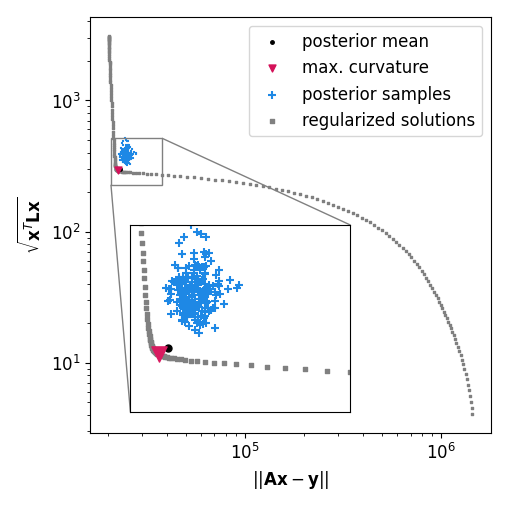 posterior mean
max. curvature
posterior samples
regularized solutions
10³
10²
10¹
√xᵀLx
10⁵
10⁶
||Ax − y||